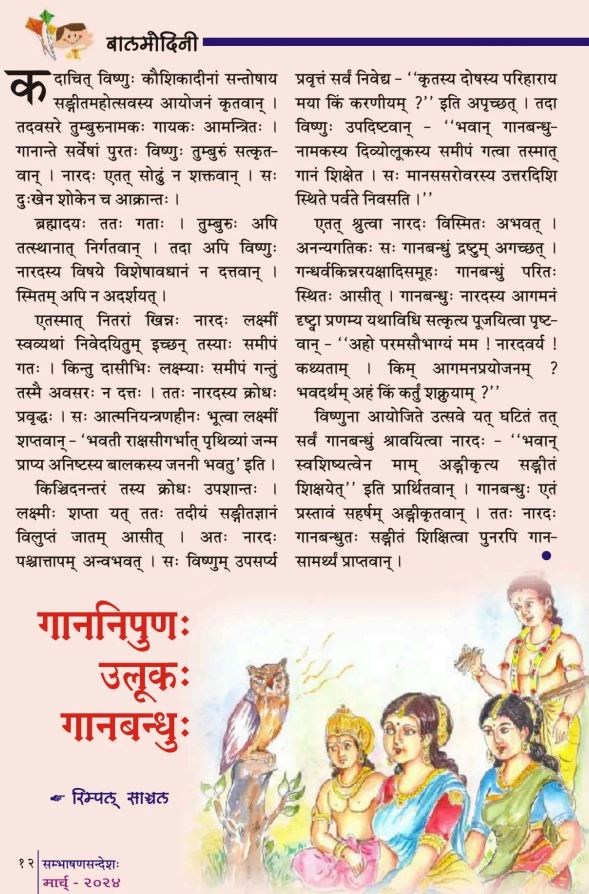 बालमोदिनी
कदाचित् विष्णुः कौशिकादीनां सन्तोषाय
सङ्गीतमहोत्सवस्य आयोजनं कृतवान् ।
तदवसरे तुम्बुरुनामकः गायकः आमन्त्रितः ।
गानान्ते सर्वेषां पुरतः विष्णुः तुम्बुरुं सत्कृत-
वान् । नारदः एतत् सोढुं न शक्तवान् । सः
दुःखेन शोकेन च आक्रान्तः ।
ब्रह्मादयः ततः गताः । तुम्बुरुः अपि
तत्स्थानात् निर्गतवान् । तदा अपि विष्णुः
नारदस्य विषये विशेषावधानं न दत्तवान् ।
स्मितम् अपि न अदर्शयत् ।
एतस्मात् नितरां खिन्नः नारदः लक्ष्मीं
स्वव्यथां निवेदयितुम् इच्छन् तस्याः समीपं
गतः । किन्तु दासीभिः लक्ष्म्याः समीपं गन्तुं
तस्मै अवसरः न दत्तः । ततः नारदस्य क्रोधः
प्रवृद्धः । सः आत्मनियन्त्रणहीनः भूत्वा लक्ष्मीं
शप्तवान् - ‘भवती राक्षसीगर्भात् पृथिव्यां जन्म
प्राप्य अनिष्टस्य बालकस्य जननी भवतु’ इति ।
किञ्चिदनन्तरं तस्य क्रोधः उपशान्तः ।
लक्ष्मीः शप्ता यत् ततः तदीयं सङ्गीतज्ञानं
विलुप्तं जातम् आसीत् । अतः नारदः
पश्चात्तापम् अन्वभवत् । सः विष्णुम् उपसर्प्य
प्रवृत्तं सर्वं निवेद्य - ‘‘कृतस्य दोषस्य परिहाराय
मया किं करणीयम् ?’’ इति अपृच्छत् । तदा
विष्णुः उपदिष्टवान् - ‘‘भवान् गानबन्धु-
नामकस्य दिव्योलूकस्य समीपं गत्वा तस्मात्
गानं शिक्षेत । सः मानससरोवरस्य उत्तरदिशि
स्थिते पर्वते निवसति ।’’
एतत् श्रुत्वा नारदः विस्मितः अभवत् ।
अनन्यगतिकः सः गानबन्धुं द्रष्टुम् अगच्छत् ।
गन्धर्वकिन्नरयक्षादिसमूहः गानबन्धुं परितः
स्थितः आसीत् । गानबन्धुः नारदस्य आगमनं
दृष्ट्वा प्रणम्य यथाविधि सत्कृत्य पूजयित्वा पृष्ट-
वान् - ‘‘अहो परमसौभाग्यं मम ! नारदवर्य !
कथ्यताम् । किम् आगमनप्रयोजनम् ?
भवदर्थम् अहं किं कर्तुं शक्नुयाम् ?’’
विष्णुना आयोजिते उत्सवे यत् घटितं तत्
सर्वं गानबन्धुं श्रावयित्वा नारदः - ‘‘भवान्
स्वशिष्यत्वेन माम् अङ्गीकृत्य सङ्गीतं
शिक्षयेत्’’ इति प्रार्थितवान् । गानबन्धुः एतं
प्रस्तावं सहर्षम् अङ्गीकृतवान् । ततः नारदः
गानबन्धुतः सङ्गीतं शिक्षित्वा पुनरपि गान-
सामर्थ्यं प्राप्तवान् ।
गाननिपुणः
उलूकः
गानबन्धुः
☛ रिम्पल् साञ्चल
१२ सम्भाषणसन्देशः
मार्च् - २०२४